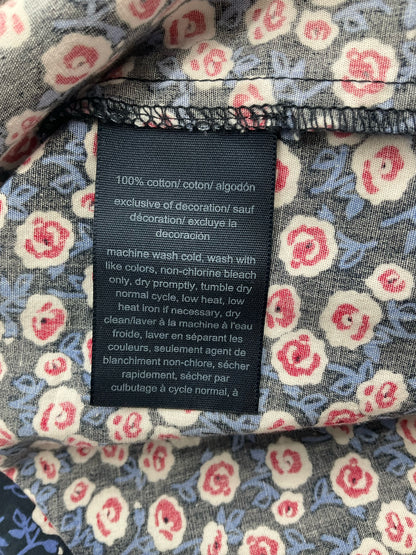 100% cotton/ coton/ algodón
exclusive of decoration/ sauf
décoration/ excluye la
decoración
machine wash cold, wash with
like colors, non-chlorine bleach
only, dry promptly, tumble dry
normal cycle, low heat, low
heat iron if necessary, dry
clean/laver à la machine à l'eau
froide, laver en séparant les
couleurs, seulement agent de
blanchiment non-chlore, sécher
rapidement, sécher par
culbutage à cycle normal, à